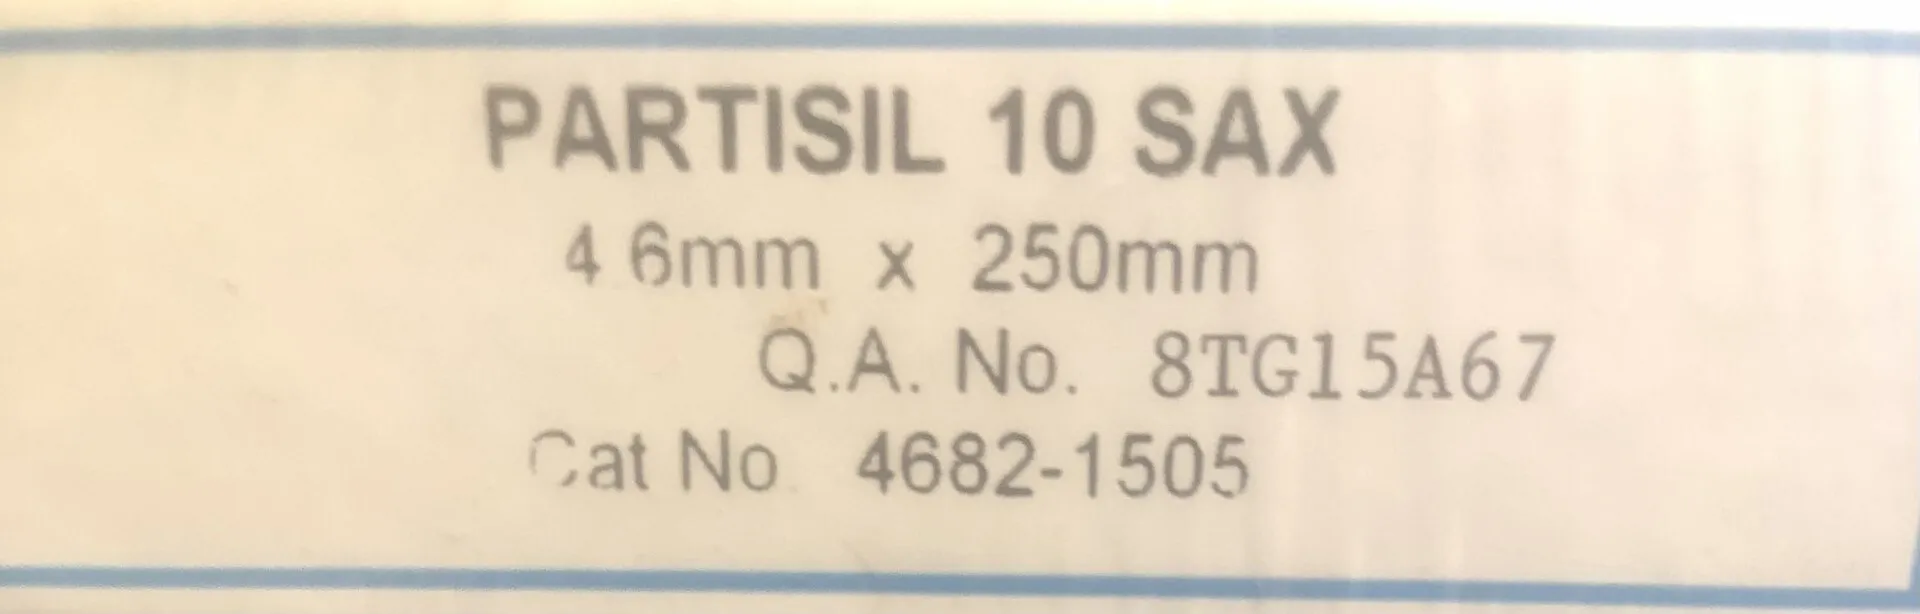 PARTISIL 10 SAX
4 6mm x 250mm
Q.A. No. 8TG15A67
Cat No 4682-1505